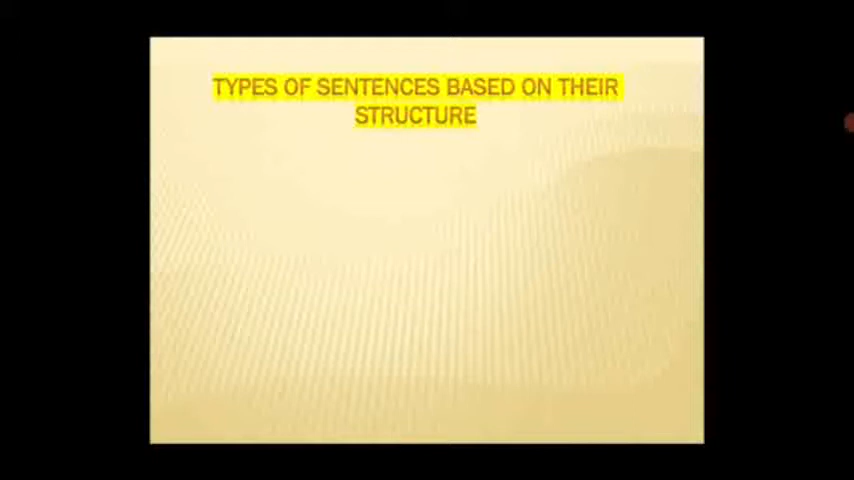 TYPES OF SENTENCES BASED ON THEIR
STRUCTURE